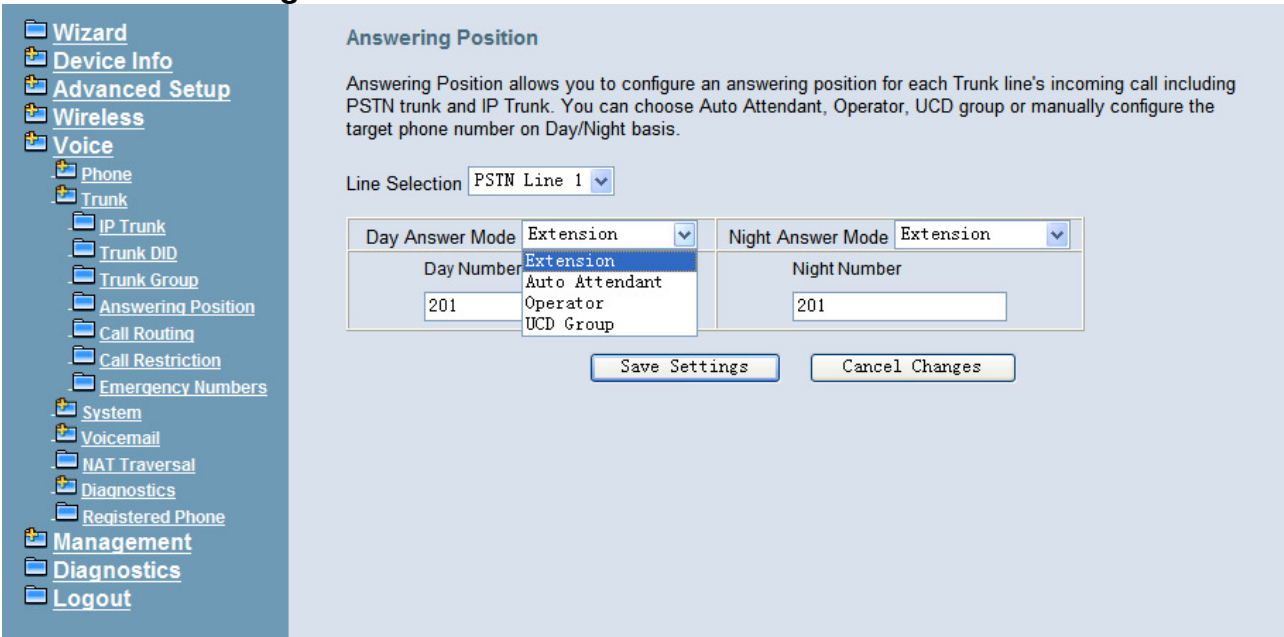 Wizard
Device Info
Advanced Setup
Wireless
Voice
Phone
Trunk
IP Trunk
Trunk DID
Trunk Group
Answering Position
Call Routing
Call Restriction
Emergency Numbers
System
Voicemail
NAT Traversal
Diagnostics
Registered Phone
Management
Diagnostics
Logout
Answering Position
Answering Position allows you to configure an answering position for each Trunk line's incoming call including
PSTN trunk and IP Trunk. You can choose Auto Attendant, Operator, UCD group or manually configure the
target phone number on Day/Night basis.
Line Selection PSTN Line 1
Day Answer Mode Extension Night Answer Mode Extension
Day Number Extension Night Number
Auto Attendant
201 Operator 201
UCD Group
Save Settings Cancel Changes